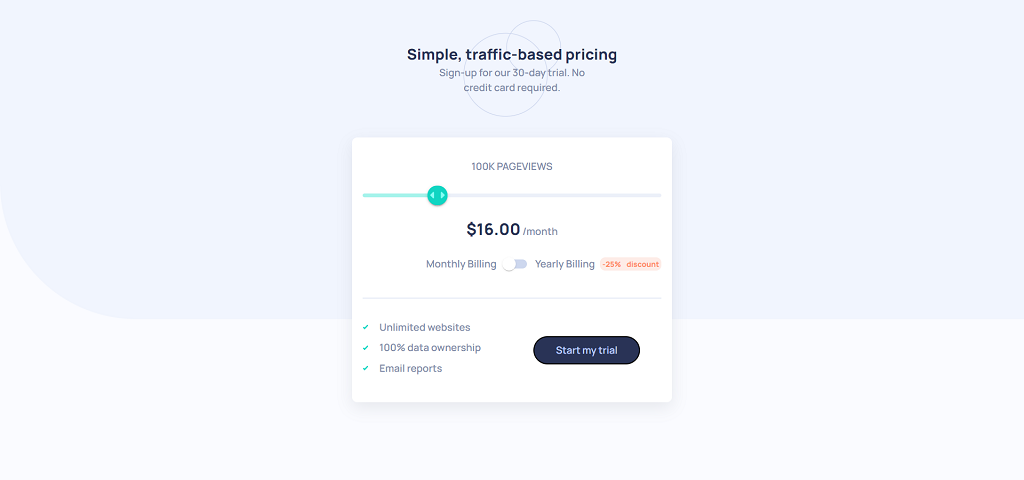 Simple, traffic-based pricing
Sign-up for our 30-day trial. No
credit card required.
100K PAGEVIEWS
$16.00 /month
Monthly Billing Yearly Billing -25% discount
Unlimited websites
100% data ownership
Email reports
Start my trial